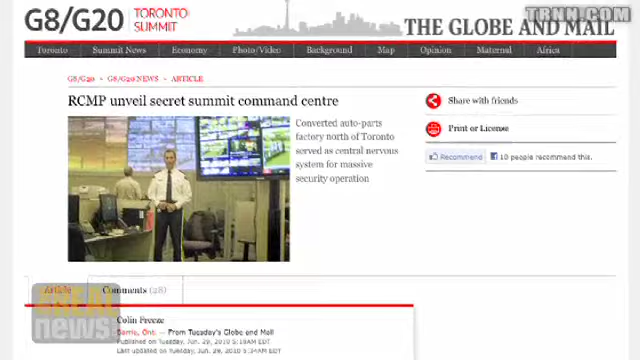 TRNN.COM
G8/G20 TORONTO SUMMIT
THE GLOBE AND MAIL
Toronto Summit News Economy Photo/Video Background Map Opinion Maternal Africa
G8/G20 • G8/G20 NEWS • ARTICLE
RCMP unveil secret summit command centre
Converted auto-parts
factory north of Toronto
served as central nervous
system for massive
security operation
Share with friends
Print or License
Recommend 10 people recommend this.
Article Comments (28)
REAL
news
Colin Freeze
Barrie, Ont. — From Tuesday's Globe and Mail
Published on Tuesday, Jun. 29, 2010 5:19AM EDT
Last updated on Tuesday, Jun. 29, 2010 5:34AM EDT